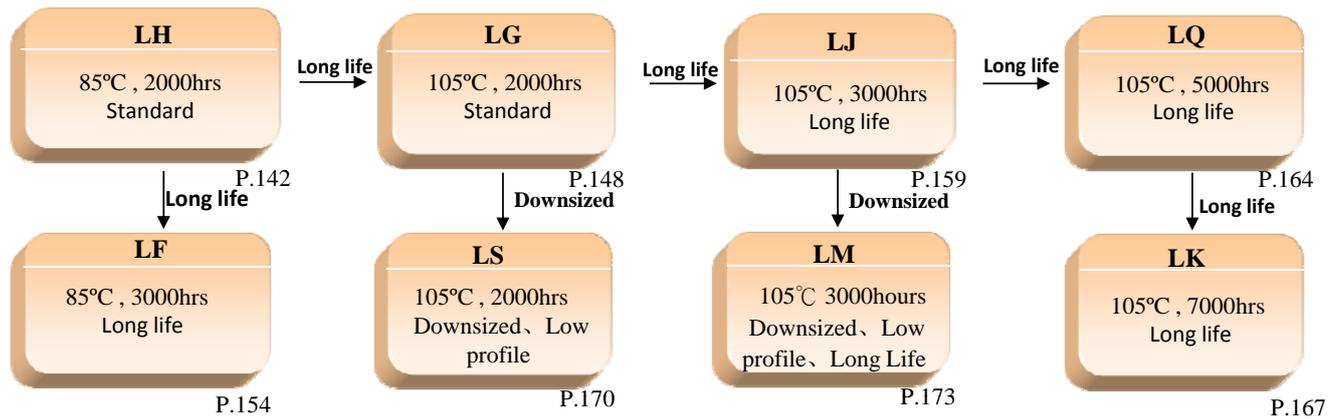 LH
85ºC , 2000hrs
Standard
P.142
Long life
LG
105ºC , 2000hrs
Standard
P.148
Long life
LJ
105ºC , 3000hrs
Long life
P.159
Long life
LQ
105ºC , 5000hrs
Long life
P.164
Long life
Downsized
Downsized
Long life
LF
85ºC , 3000hrs
Long life
P.154
LS
105ºC , 2000hrs
Downsized、Low
profile
P.170
LM
105℃ 3000hours
Downsized、Low
profile、Long Life
P.173
LK
105ºC , 7000hrs
Long life
P.167